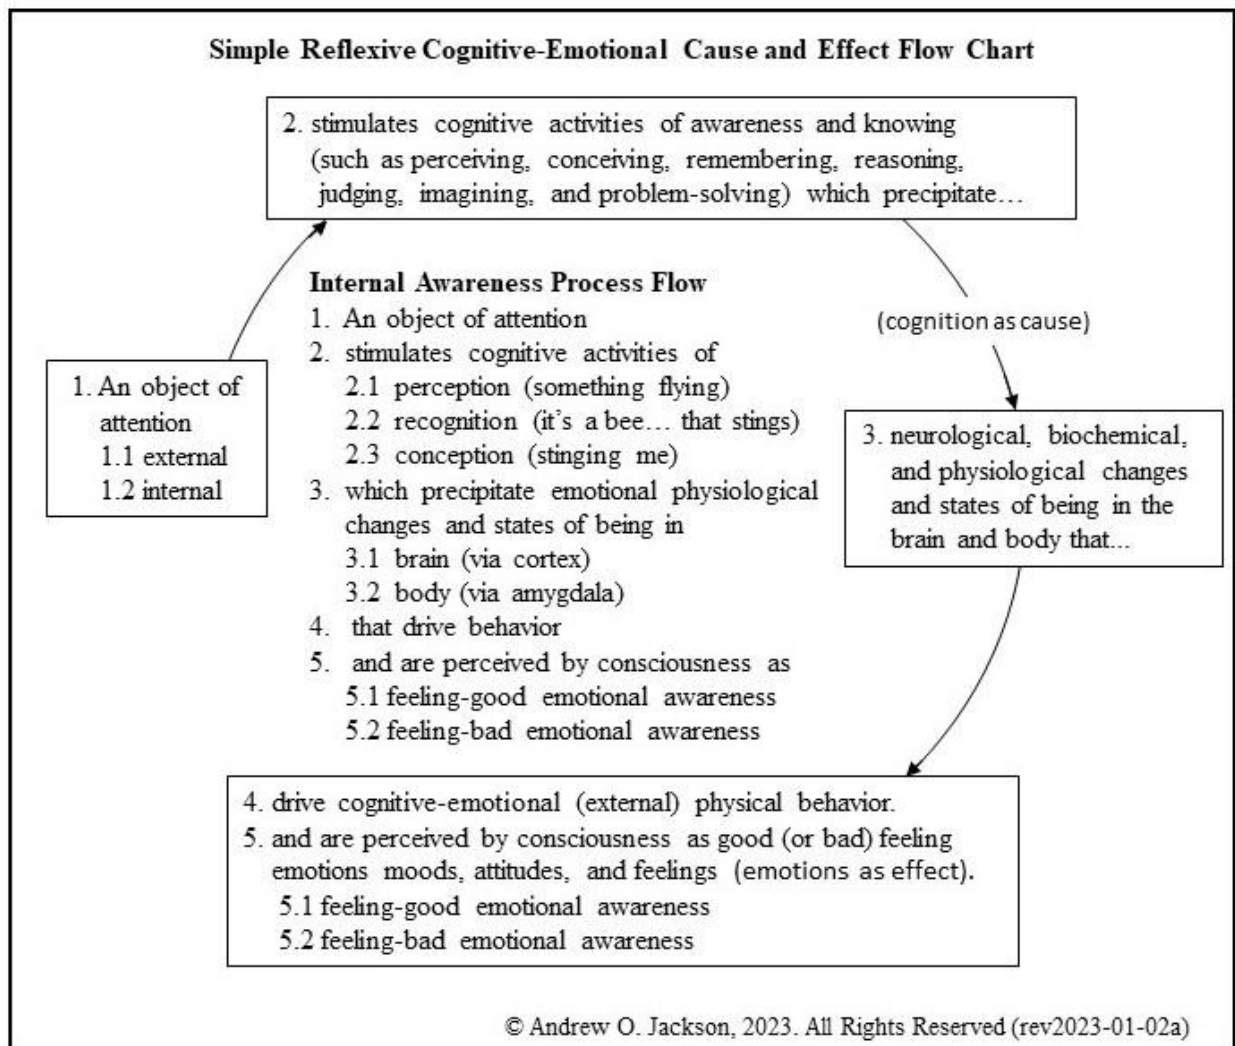 Simple Reflexive Cognitive-Emotional Cause and Effect Flow Chart
2. stimulates cognitive activities of awareness and knowing
(such as perceiving, conceiving, remembering, reasoning,
judging, imagining, and problem-solving) which precipitate…
Internal Awareness Process Flow
1. An object of attention
2. stimulates cognitive activities of
2.1 perception (something flying)
2.2 recognition (it's a bee… that stings)
2.3 conception (stinging me)
3. which precipitate emotional physiological
changes and states of being in
3.1 brain (via cortex)
3.2 body (via amygdala)
4. that drive behavior
5. and are perceived by consciousness as
5.1 feeling-good emotional awareness
5.2 feeling-bad emotional awareness
(cognition as cause)
1. An object of
attention
1.1 external
1.2 internal
3. neurological, biochemical,
and physiological changes
and states of being in the
brain and body that...
4. drive cognitive-emotional (external) physical behavior.
5. and are perceived by consciousness as good (or bad) feeling
emotions moods, attitudes, and feelings (emotions as effect).
5.1 feeling-good emotional awareness
5.2 feeling-bad emotional awareness
© Andrew O. Jackson, 2023. All Rights Reserved (rev2023-01-02a)